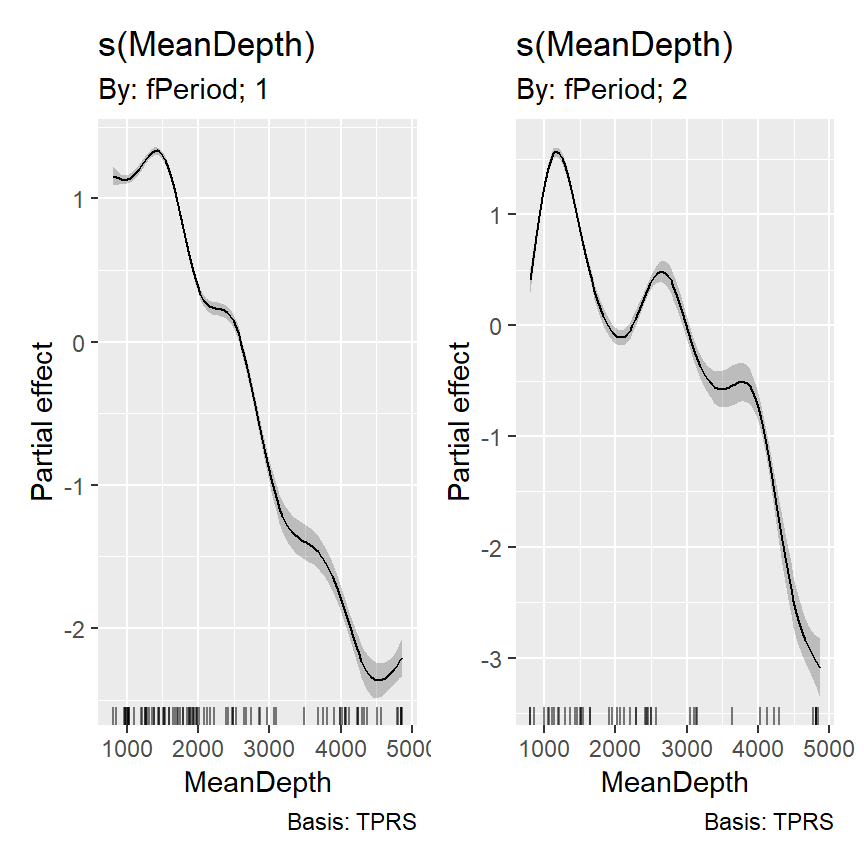 s(MeanDepth)
By: fPeriod; 1
1
0
-1
-2
Partial effect
1000 2000 3000 4000 500
MeanDepth
Basis: TPRS
s(MeanDepth)
By: fPeriod; 2
1
0
-1
-2
-3
Partial effect
1000 2000 3000 4000 5000
MeanDepth
Basis: TPRS